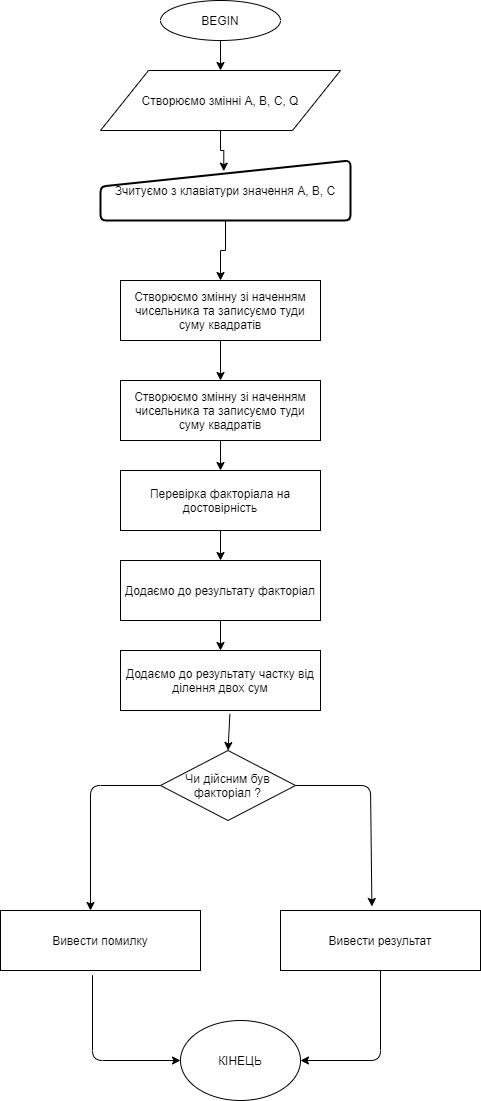 BEGIN
Створюємо змінні A, B, C, Q
Зчитуємо з клавіатури значення A, B, C
Створюємо змінну зі наченням
чисельника та записуємо туди
суму квадратів
Створюємо змінну зі наченням
чисельника та записуємо туди
суму квадратів
Перевірка факторіала на
достовірність
Додаємо до результату факторіал
Додаємо до результату частку від
ділення двох сум
Чи дійсним був
факторіал ?
Вивести помилку
Вивести результат
КІНЕЦЬ